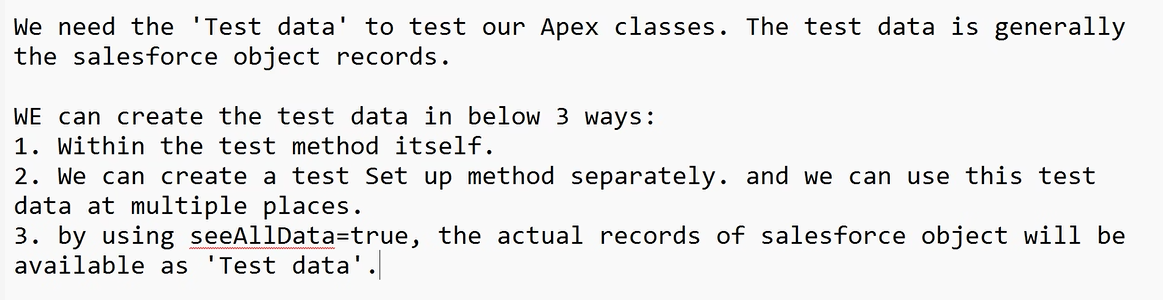 We need the 'Test data' to test our Apex classes. The test data is generally
the salesforce object records.
WE can create the test data in below 3 ways:
1. Within the test method itself.
2. We can create a test Set up method separately. and we can use this test
data at multiple places.
3. by using seeAllData=true, the actual records of salesforce object will be
available as 'Test data'.